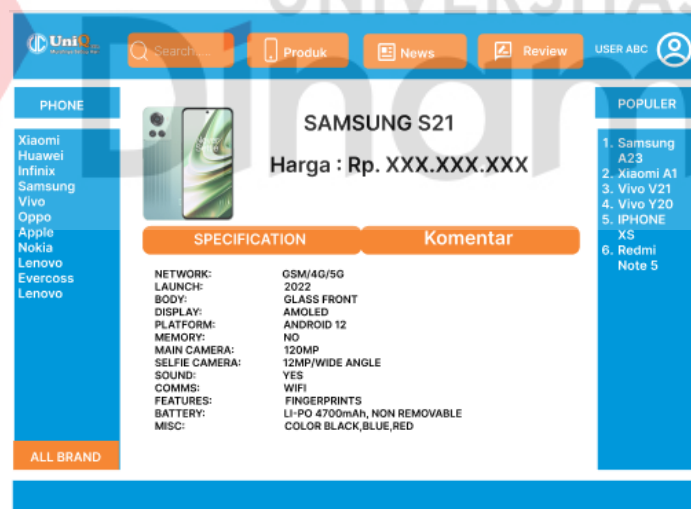 UNIVERSITAS
Dinam
UniQ
Search.....
Produk
News
Review
USER ABC
PHONE
Xiaomi
Huawei
Infinix
Samsung
Vivo
Oppo
Apple
Nokia
Lenovo
Evercoss
Lenovo
ALL BRAND
SAMSUNG S21
Harga : Rp. XXX.XXX.XXX
SPECIFICATION
Komentar
NETWORK: GSM/4G/5G
LAUNCH: 2022
BODY: GLASS FRONT
DISPLAY: AMOLED
PLATFORM: ANDROID 12
MEMORY: NO
MAIN CAMERA: 120MP
SELFIE CAMERA: 12MP/WIDE ANGLE
SOUND: YES
COMMS: WIFI
FEATURES: FINGERPRINTS
BATTERY: LI-PO 4700mAh, NON REMOVABLE
MISC: COLOR BLACK,BLUE,RED
POPULER
1. Samsung
A23
2. Xiaomi A1
3. Vivo V21
4. Vivo Y20
5. IPHONE
XS
6. Redmi
Note 5